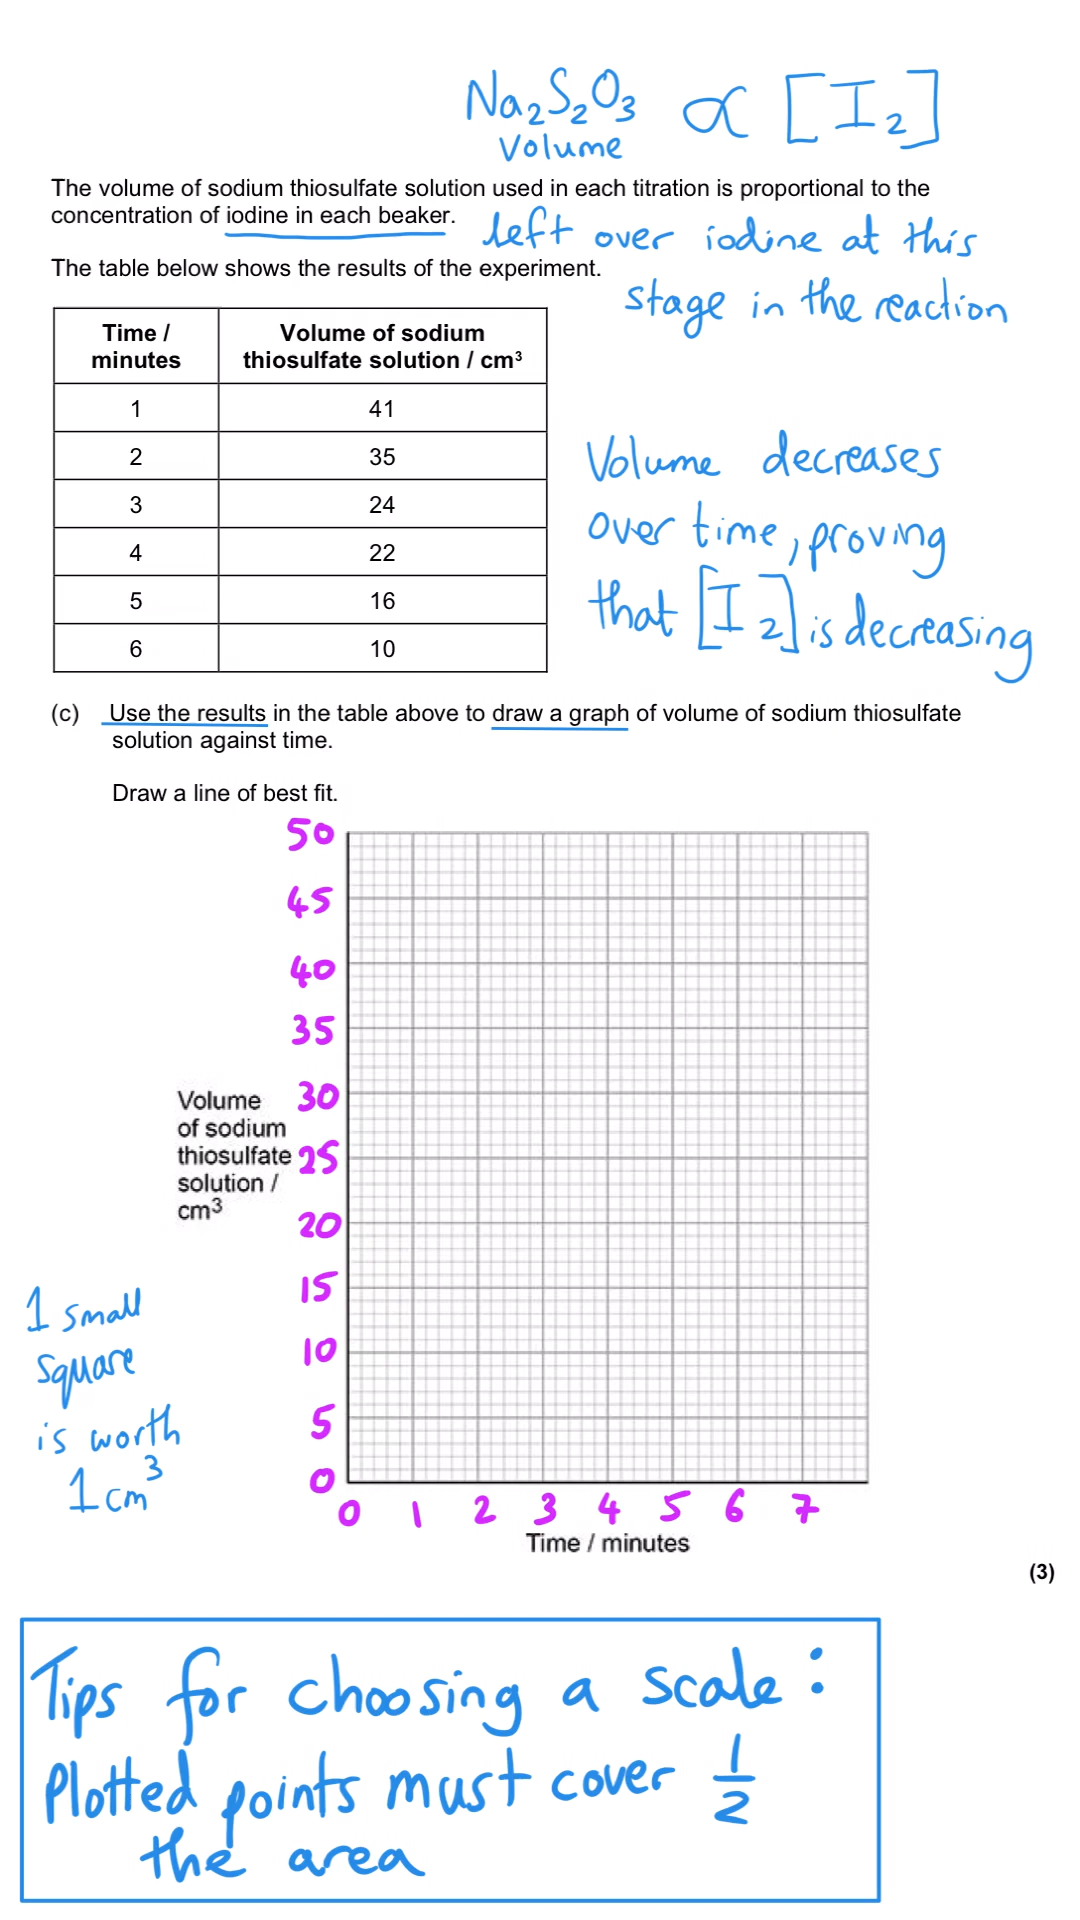 Na₂S₂O₃ ∝ [I₂]
Volume
The volume of sodium thiosulfate solution used in each titration is proportional to the
concentration of iodine in each beaker.
left over iodine at this
stage in the reaction
The table below shows the results of the experiment.
Time / minutes Volume of sodium thiosulfate solution / cm³
1 41
2 35
3 24
4 22
5 16
6 10
Volume decreases
over time, proving
that [I₂] is decreasing
(c) Use the results in the table above to draw a graph of volume of sodium thiosulfate
solution against time.
Draw a line of best fit.
50
45
40
35
30
25
20
15
10
5
0
Volume
of sodium
thiosulfate
solution /
cm³
1 small
square
is worth
1 cm³
0 1 2 3 4 5 6 7
Time / minutes
(3)
Tips for choosing a scale:
Plotted points must cover 1/2
the area